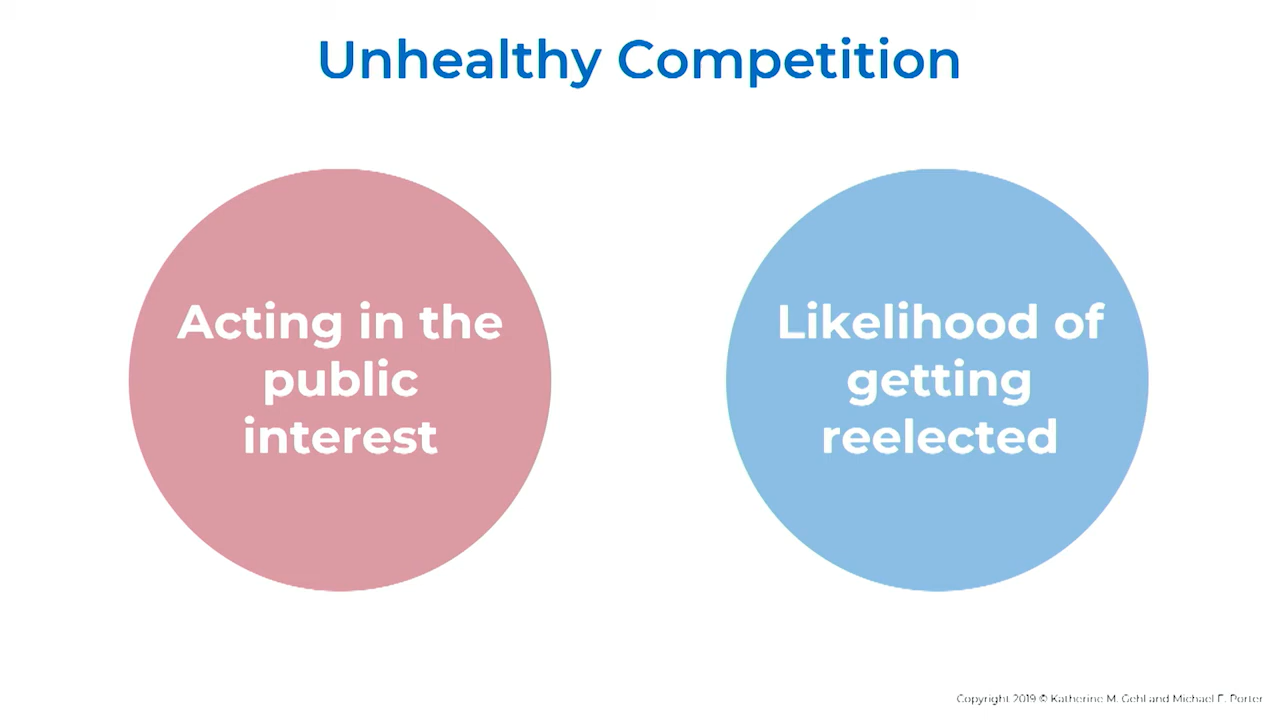 Unhealthy Competition
Acting in the
public
interest
Likelihood of
getting
reelected
Copyright 2019 © Katherine M. Gehl and Michael E. Porter